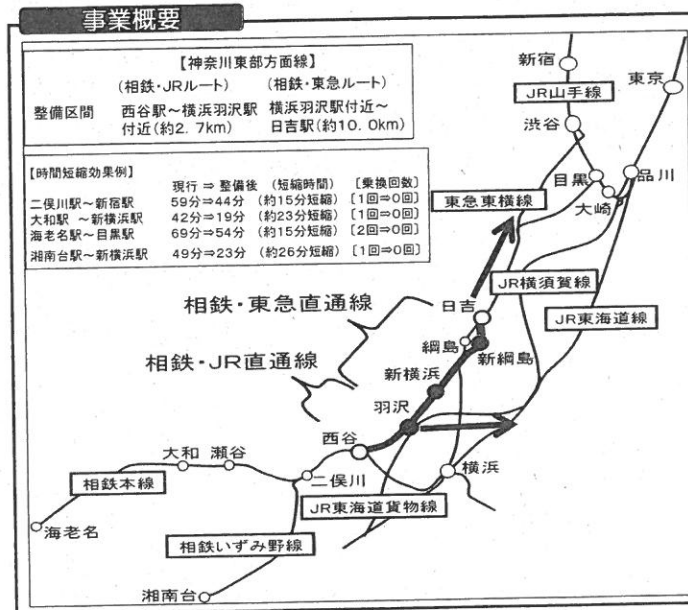 事業概要
【神奈川東部方面線】
(相鉄・JRルート) (相鉄・東急ルート)
整備区間 西谷駅～横浜羽沢駅 横浜羽沢駅付近～
付近(約2.7km) 日吉駅(約10.0km)
【時間短縮効果例】
現行 ⇒ 整備後 (短縮時間) [乗換回数]
二俣川駅～新宿駅 59分⇒44分 (約15分短縮) [1回⇒0回]
大和駅 ～新横浜駅 42分⇒19分 (約23分短縮) [1回⇒0回]
海老名駅～目黒駅 69分⇒54分 (約15分短縮) [2回⇒0回]
湘南台駅～新横浜駅 49分⇒23分 (約26分短縮) [1回⇒0回]
新宿
東京
JR山手線
渋谷
目黒
品川
大崎
東急東横線
JR横須賀線
相鉄・東急直通線
日吉
JR東海道線
綱島
新綱島
相鉄・JR直通線
新横浜
羽沢
西谷
大和 瀬谷
二俣川
横浜
相鉄本線
JR東海道貨物線
海老名
相鉄いずみ野線
湘南台